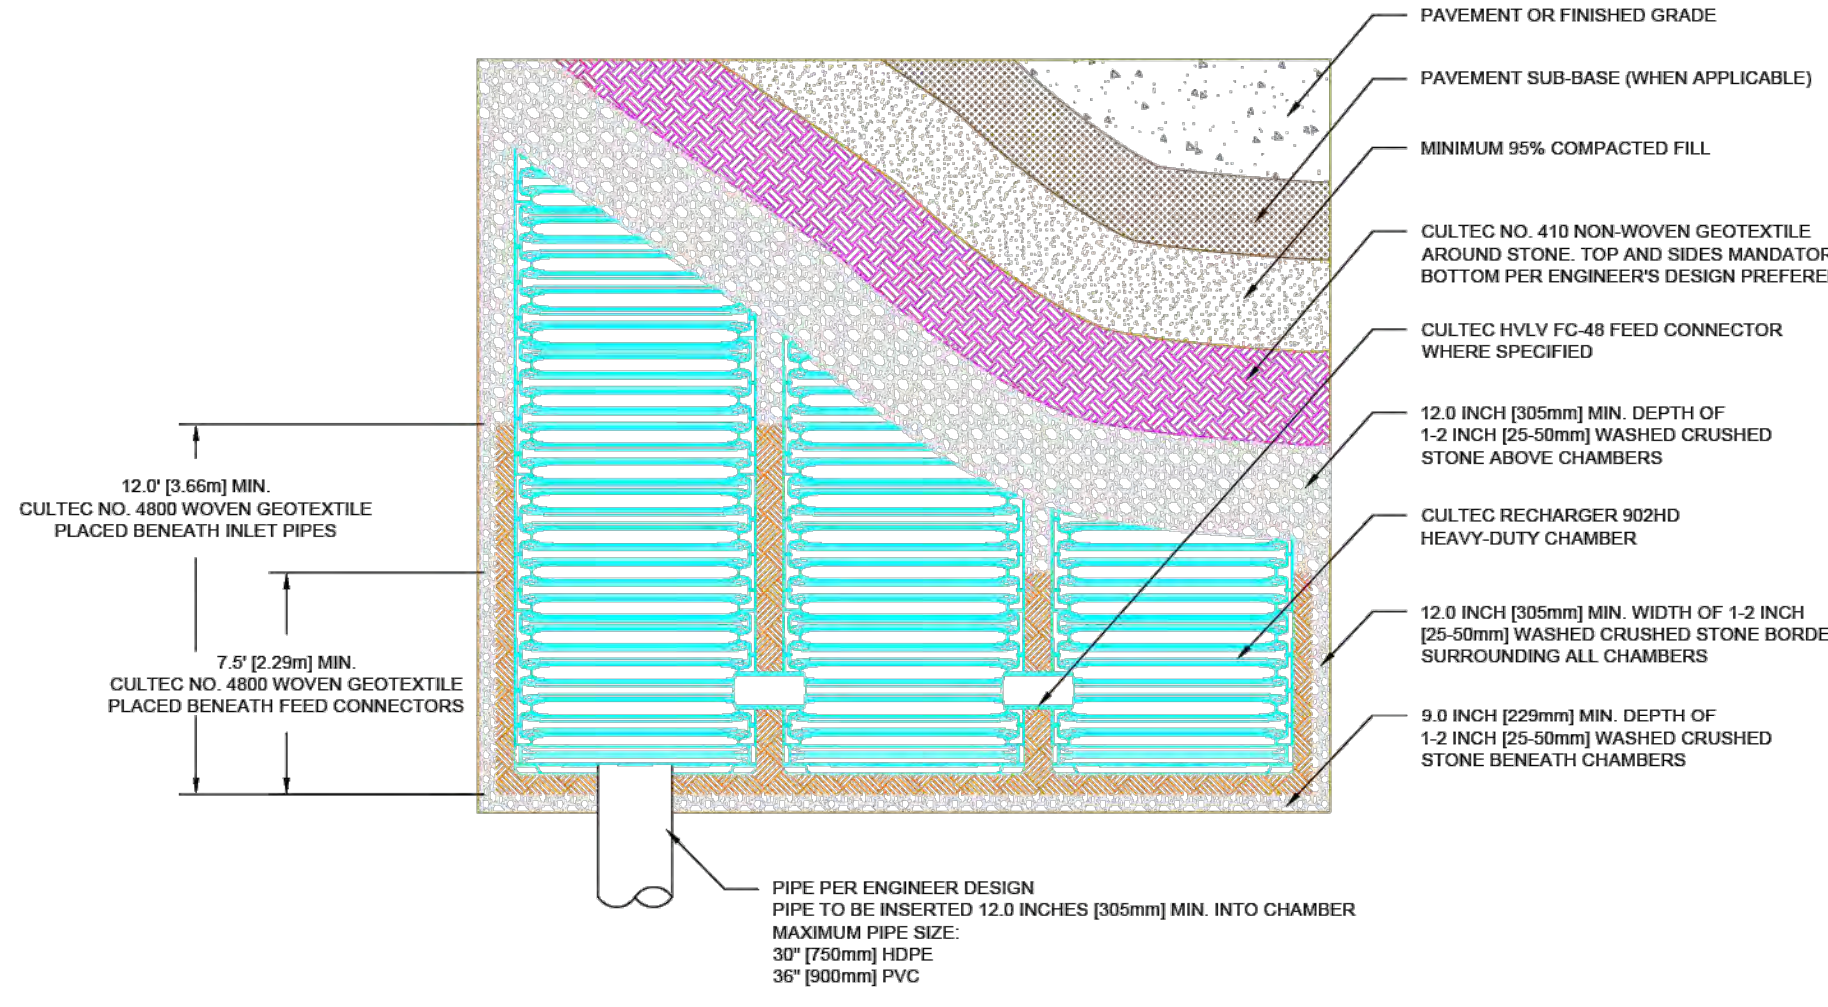 PAVEMENT OR FINISHED GRADE
PAVEMENT SUB-BASE (WHEN APPLICABLE)
MINIMUM 95% COMPACTED FILL
CULTEC NO. 410 NON-WOVEN GEOTEXTILE
AROUND STONE. TOP AND SIDES MANDATOR
BOTTOM PER ENGINEER'S DESIGN PREFERE
CULTEC HVLV FC-48 FEED CONNECTOR
WHERE SPECIFIED
12.0 INCH [305mm] MIN. DEPTH OF
1-2 INCH [25-50mm] WASHED CRUSHED
STONE ABOVE CHAMBERS
CULTEC RECHARGER 902HD
HEAVY-DUTY CHAMBER
12.0 INCH [305mm] MIN. WIDTH OF 1-2 INCH
[25-50mm] WASHED CRUSHED STONE BORDE
SURROUNDING ALL CHAMBERS
9.0 INCH [229mm] MIN. DEPTH OF
1-2 INCH [25-50mm] WASHED CRUSHED
STONE BENEATH CHAMBERS
12.0' [3.66m] MIN.
CULTEC NO. 4800 WOVEN GEOTEXTILE
PLACED BENEATH INLET PIPES
7.5' [2.29m] MIN.
CULTEC NO. 4800 WOVEN GEOTEXTILE
PLACED BENEATH FEED CONNECTORS
PIPE PER ENGINEER DESIGN
PIPE TO BE INSERTED 12.0 INCHES [305mm] MIN. INTO CHAMBER
MAXIMUM PIPE SIZE:
30" [750mm] HDPE
36" [900mm] PVC